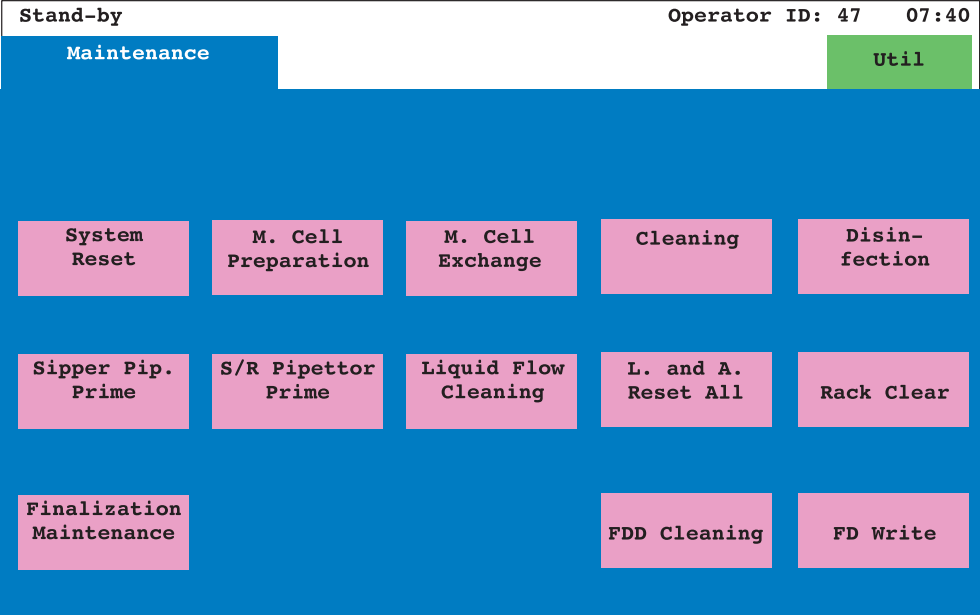 Stand-by
Operator ID: 47 07:40
Maintenance
Util
System
Reset
M. Cell
Preparation
M. Cell
Exchange
Cleaning
Disin-
fection
Sipper Pip.
Prime
S/R Pipettor
Prime
Liquid Flow
Cleaning
L. and A.
Reset All
Rack Clear
Finalization
Maintenance
FDD Cleaning
FD Write